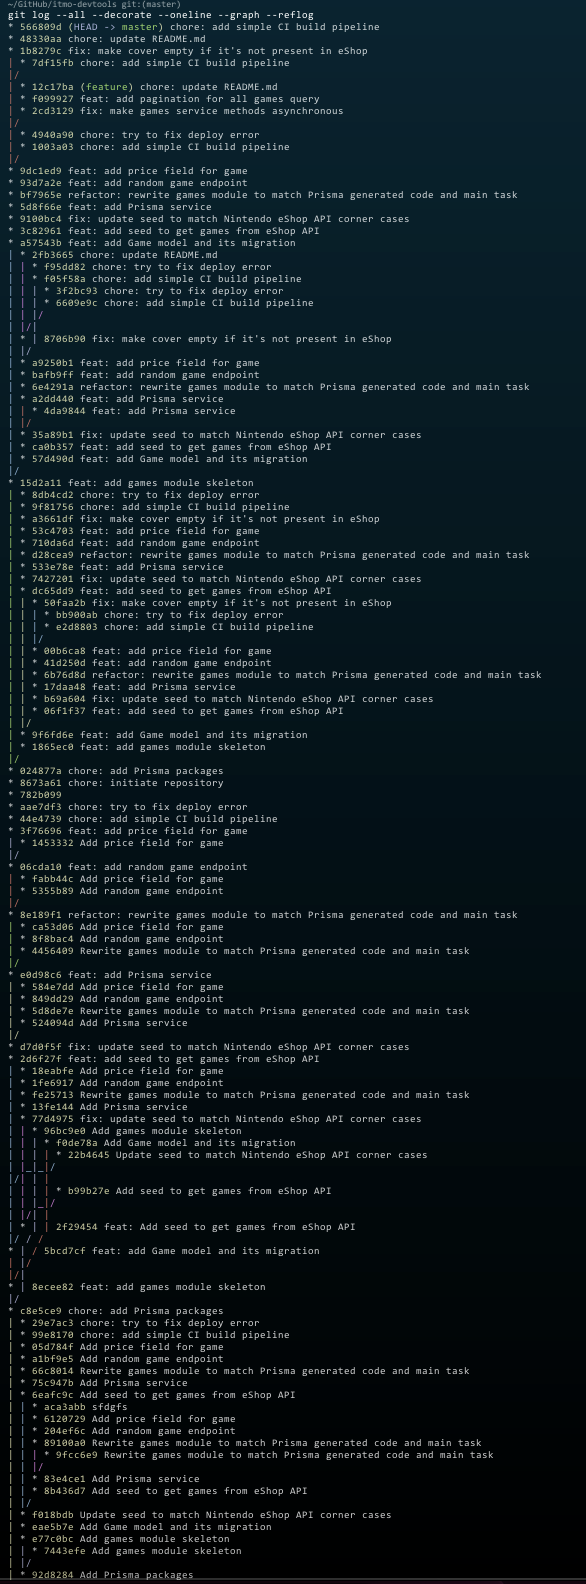 ~/GitHub/itmo-devtools git:(master)
git log --all --decorate --oneline --graph --reflog
* 566809d (HEAD -> master) chore: add simple CI build pipeline
* 48330aa chore: update README.md
* 1b8279c fix: make cover empty if it's not present in eShop
| * 7df15fb chore: add simple CI build pipeline
|/
| * 12c17ba (feature) chore: update README.md
| * f099927 feat: add pagination for all games query
| * 2cd3129 fix: make games service methods asynchronous
|/
| * 4940a90 chore: try to fix deploy error
| * 1003a03 chore: add simple CI build pipeline
|/
* 9dc1ed9 feat: add price field for game
* 93d7a2e feat: add random game endpoint
* bf7965e refactor: rewrite games module to match Prisma generated code and main task
* 5d8f66e feat: add Prisma service
* 9100bc4 fix: update seed to match Nintendo eShop API corner cases
* 3c82961 feat: add seed to get games from eShop API
* a57543b feat: add Game model and its migration
| * 2fb3665 chore: update README.md
| | * f95dd82 chore: try to fix deploy error
| | * f05f58a chore: add simple CI build pipeline
| | | * 3f2bc93 chore: try to fix deploy error
| | | * 6609e9c chore: add simple CI build pipeline
| | |/
| |/|
| * | 8706b90 fix: make cover empty if it's not present in eShop
| |/
| * a9250b1 feat: add price field for game
| * bafb9ff feat: add random game endpoint
| * 6e4291a refactor: rewrite games module to match Prisma generated code and main task
| * a2dd440 feat: add Prisma service
| | * 4da9844 feat: add Prisma service
| |/
| * 35a89b1 fix: update seed to match Nintendo eShop API corner cases
| * ca0b357 feat: add seed to get games from eShop API
| * 57d490d feat: add Game model and its migration
|/
* 15d2a11 feat: add games module skeleton
| * 8db4cd2 chore: try to fix deploy error
| * 9f81756 chore: add simple CI build pipeline
| * a3661df fix: make cover empty if it's not present in eShop
| * 53c4703 feat: add price field for game
| * 710da6d feat: add random game endpoint
| * d28cea9 refactor: rewrite games module to match Prisma generated code and main task
| * 533e78e feat: add Prisma service
| * 7427201 fix: update seed to match Nintendo eShop API corner cases
| * dc65dd9 feat: add seed to get games from eShop API
| | * 50faa2b fix: make cover empty if it's not present in eShop
| | | * bb900ab chore: try to fix deploy error
| | | * e2d8803 chore: add simple CI build pipeline
| | |/
| | * 00b6ca8 feat: add price field for game
| | * 41d250d feat: add random game endpoint
| | * 6b76d8d refactor: rewrite games module to match Prisma generated code and main task
| | * 17daa48 feat: add Prisma service
| | * b69a604 fix: update seed to match Nintendo eShop API corner cases
| | * 06f1f37 feat: add seed to get games from eShop API
| |/
| * 9f6fd6e feat: add Game model and its migration
| * 1865ec0 feat: add games module skeleton
|/
* 024877a chore: add Prisma packages
* 8673a61 chore: initiate repository
* 782b099
* aae7df3 chore: try to fix deploy error
* 44e4739 chore: add simple CI build pipeline
* 3f76696 feat: add price field for game
| * 1453332 feat: Add price field for game
|/
* 06cda10 feat: add random game endpoint
| * fabb44c Add price field for game
| * 5355b89 Add random game endpoint
|/
* 8e189f1 refactor: rewrite games module to match Prisma generated code and main task
| * ca53d06 Add price field for game
| * 8f8bac4 Add random game endpoint
| * 4456409 Rewrite games module to match Prisma generated code and main task
|/
* e0d98c6 feat: add Prisma service
| * 584e7dd Add price field for game
| * 849dd29 Add random game endpoint
| * 5d8de7e Rewrite games module to match Prisma generated code and main task
| * 524094d Add Prisma service
|/
* d7d0f5f fix: update seed to match Nintendo eShop API corner cases
* 2d6f27f feat: add seed to get games from eShop API
| * 18eabfe Add price field for game
| * 1fe6917 Add random game endpoint
| * fe25713 Rewrite games module to match Prisma generated code and main task
| * 13fe144 Add Prisma service
| * 77d4975 fix: update seed to match Nintendo eShop API corner cases
| | * 96bc9e0 Add games module skeleton
| | | * f0de78a Add Game model and its migration
| | | | * 22b4645 Update seed to match Nintendo eShop API corner cases
| |_|_|/
|/| | |
| | | | * b99b27e Add seed to get games from eShop API
| | |_|/
| |/| |
| * | | 2f29454 feat: Add seed to get games from eShop API
|/ / /
* | / 5bcd7cf feat: add Game model and its migration
| |/
|/|
* | 8ecee82 feat: add games module skeleton
|/
* c8e5ce9 chore: add Prisma packages
| * 29e7ac3 chore: try to fix deploy error
| * 99e8170 chore: add simple CI build pipeline
| * 05d784f Add price field for game
| * a1bf9e5 Add random game endpoint
| * 66c8014 Rewrite games module to match Prisma generated code and main task
| * 75c947b Add Prisma service
| * 6eafc9c Add seed to get games from eShop API
| | * aca3abb sfdgfs
| | * 6120729 Add price field for game
| | * 204ef6c Add random game endpoint
| | * 89100a0 Rewrite games module to match Prisma generated code and main task
| | | * 9fcc6e9 Rewrite games module to match Prisma generated code and main task
| | |/
| | * 83e4ce1 Add Prisma service
| | * 8b436d7 Add seed to get games from eShop API
| |/
| * f018bdb Update seed to match Nintendo eShop API corner cases
| * eae5b7e Add Game model and its migration
| * e77c0bc Add games module skeleton
| | * 7443efe Add games module skeleton
| |/
| * 92d8284 Add Prisma packages